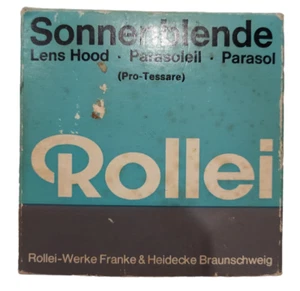 Sonnenblende
Lens Hood · Parasoleil · Parasol
(Pro-Tessare)
Rollei
Rollei-Werke Franke & Heidecke Braunschweig